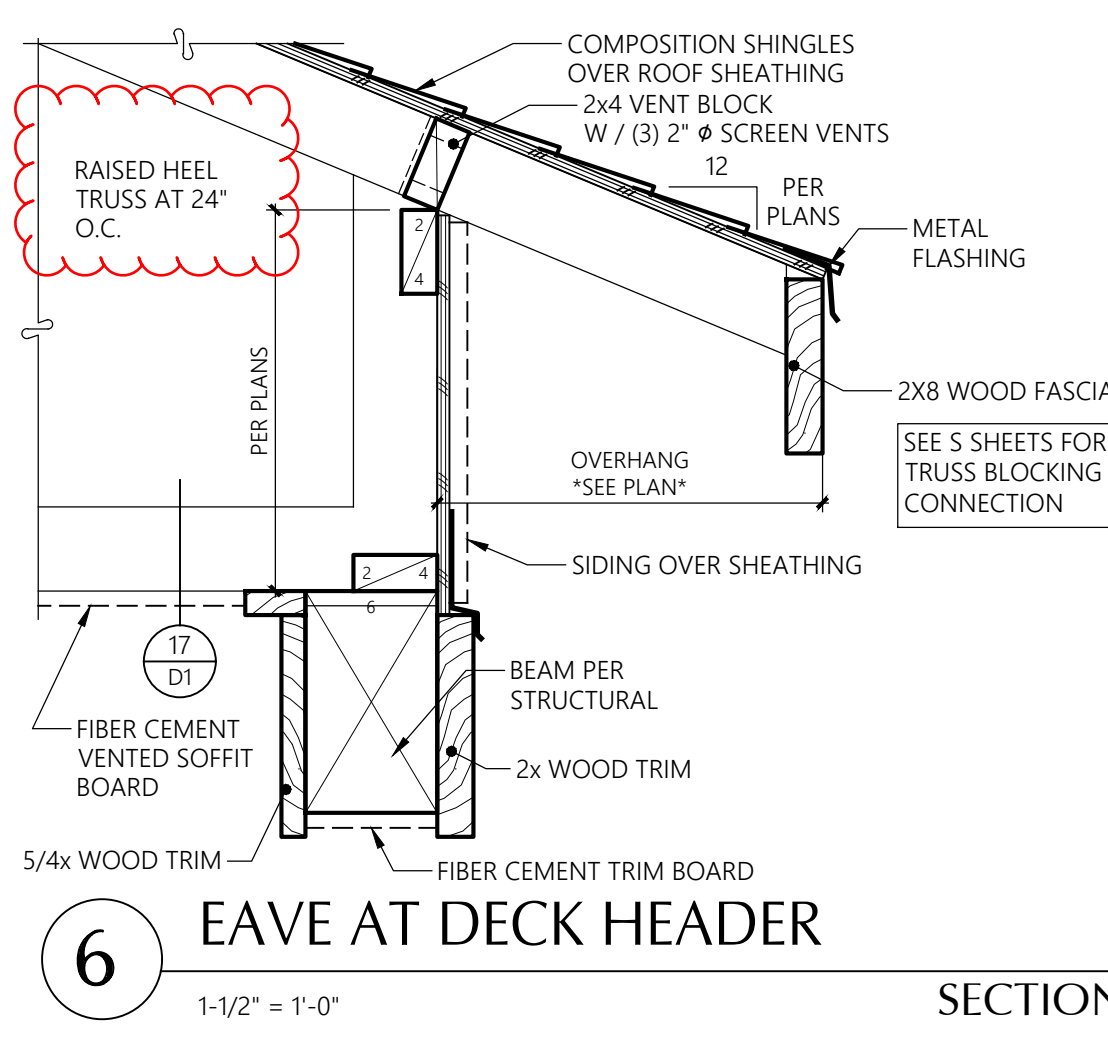 COMPOSITION SHINGLES
OVER ROOF SHEATHING
2x4 VENT BLOCK
W / (3) 2" ϕ SCREEN VENTS
12
PER
PLANS
RAISED HEEL
TRUSS AT 24"
O.C.
METAL
FLASHING
2
4
PER PLANS
2X8 WOOD FASCIA
SEE S SHEETS FOR
TRUSS BLOCKING
CONNECTION
OVERHANG
*SEE PLAN*
SIDING OVER SHEATHING
2 4
6
17
D1
BEAM PER
STRUCTURAL
FIBER CEMENT
VENTED SOFFIT
BOARD
2x WOOD TRIM
5/4x WOOD TRIM
FIBER CEMENT TRIM BOARD
6
EAVE AT DECK HEADER
1-1/2" = 1'-0"
SECTION